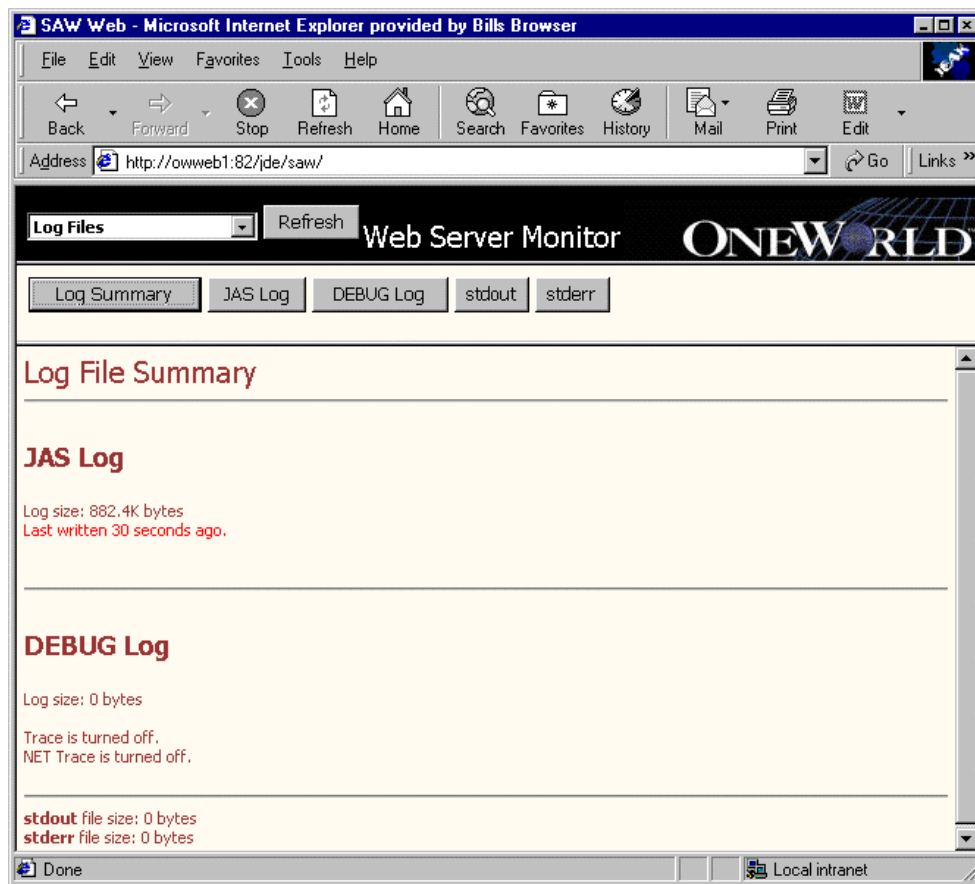 SAW Web - Microsoft Internet Explorer provided by Bills Browser
File Edit View Favorites Tools Help
Back Forward Stop Refresh Home Search Favorites History Mail Print Edit
Address http://owweb1:82/jde/saw/ Go Links »
Log Files Refresh Web Server Monitor ONEWORLD
Log Summary JAS Log DEBUG Log stdout stderr
Log File Summary
JAS Log
Log size: 882.4K bytes
Last written 30 seconds ago.
DEBUG Log
Log size: 0 bytes
Trace is turned off.
NET Trace is turned off.
stdout file size: 0 bytes
stderr file size: 0 bytes
Done Local intranet